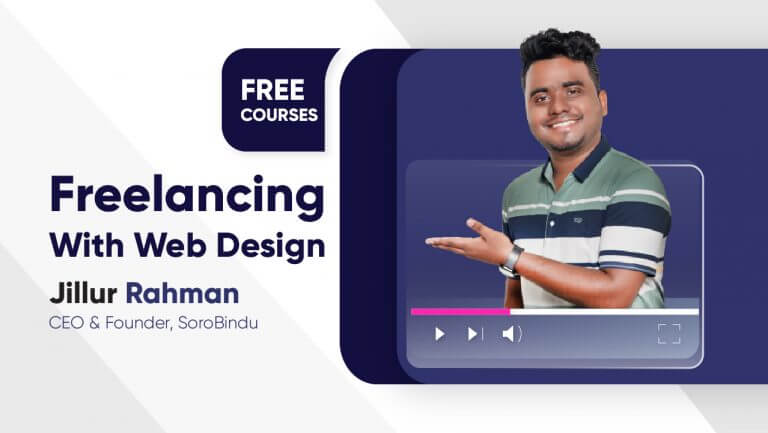 FREE
COURSES
Freelancing
With Web Design
Jillur Rahman
CEO & Founder, SoroBindu